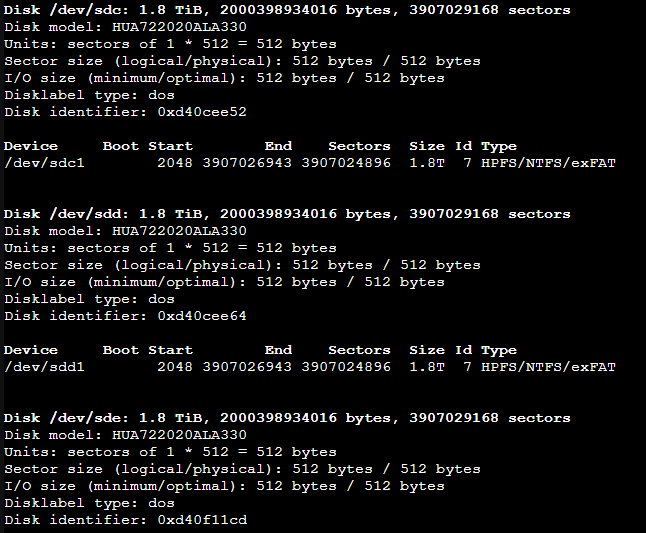 Disk /dev/sdc: 1.8 TiB, 2000398934016 bytes, 3907029168 sectors
Disk model: HUA722020ALA330
Units: sectors of 1 * 512 = 512 bytes
Sector size (logical/physical): 512 bytes / 512 bytes
I/O size (minimum/optimal): 512 bytes / 512 bytes
Disklabel type: dos
Disk identifier: 0xd40cee52
Device     Boot Start        End    Sectors  Size Id Type
/dev/sdc1        2048 3907026943 3907024896  1.8T  7 HPFS/NTFS/exFAT
Disk /dev/sdd: 1.8 TiB, 2000398934016 bytes, 3907029168 sectors
Disk model: HUA722020ALA330
Units: sectors of 1 * 512 = 512 bytes
Sector size (logical/physical): 512 bytes / 512 bytes
I/O size (minimum/optimal): 512 bytes / 512 bytes
Disklabel type: dos
Disk identifier: 0xd40cee64
Device     Boot Start        End    Sectors  Size Id Type
/dev/sdd1        2048 3907026943 3907024896  1.8T  7 HPFS/NTFS/exFAT
Disk /dev/sde: 1.8 TiB, 2000398934016 bytes, 3907029168 sectors
Disk model: HUA722020ALA330
Units: sectors of 1 * 512 = 512 bytes
Sector size (logical/physical): 512 bytes / 512 bytes
I/O size (minimum/optimal): 512 bytes / 512 bytes
Disklabel type: dos
Disk identifier: 0xd40f11cd